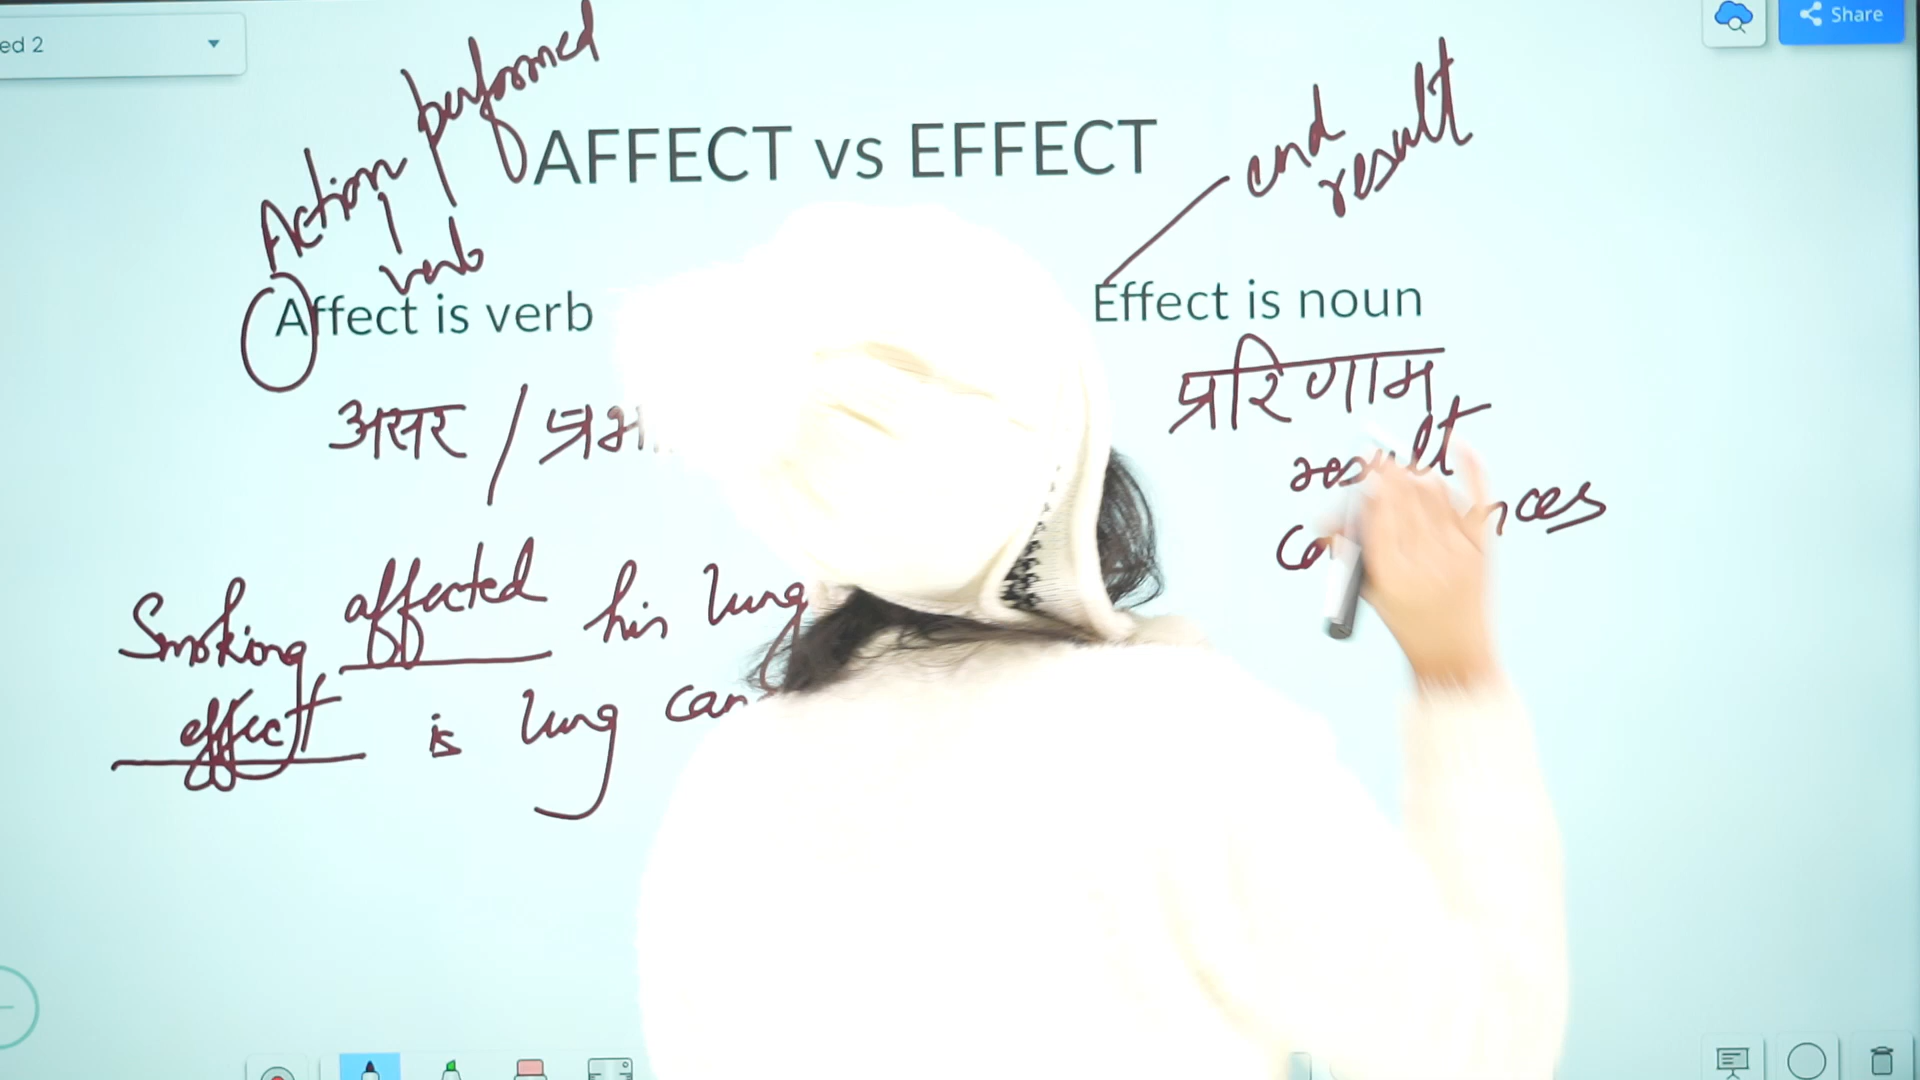 ed 2
Share
Action performed
verb
AFFECT vs EFFECT
end
result
Affect is verb
Effect is noun
असर /
परिणाम
result
Smoking affected his lung
effect is lung